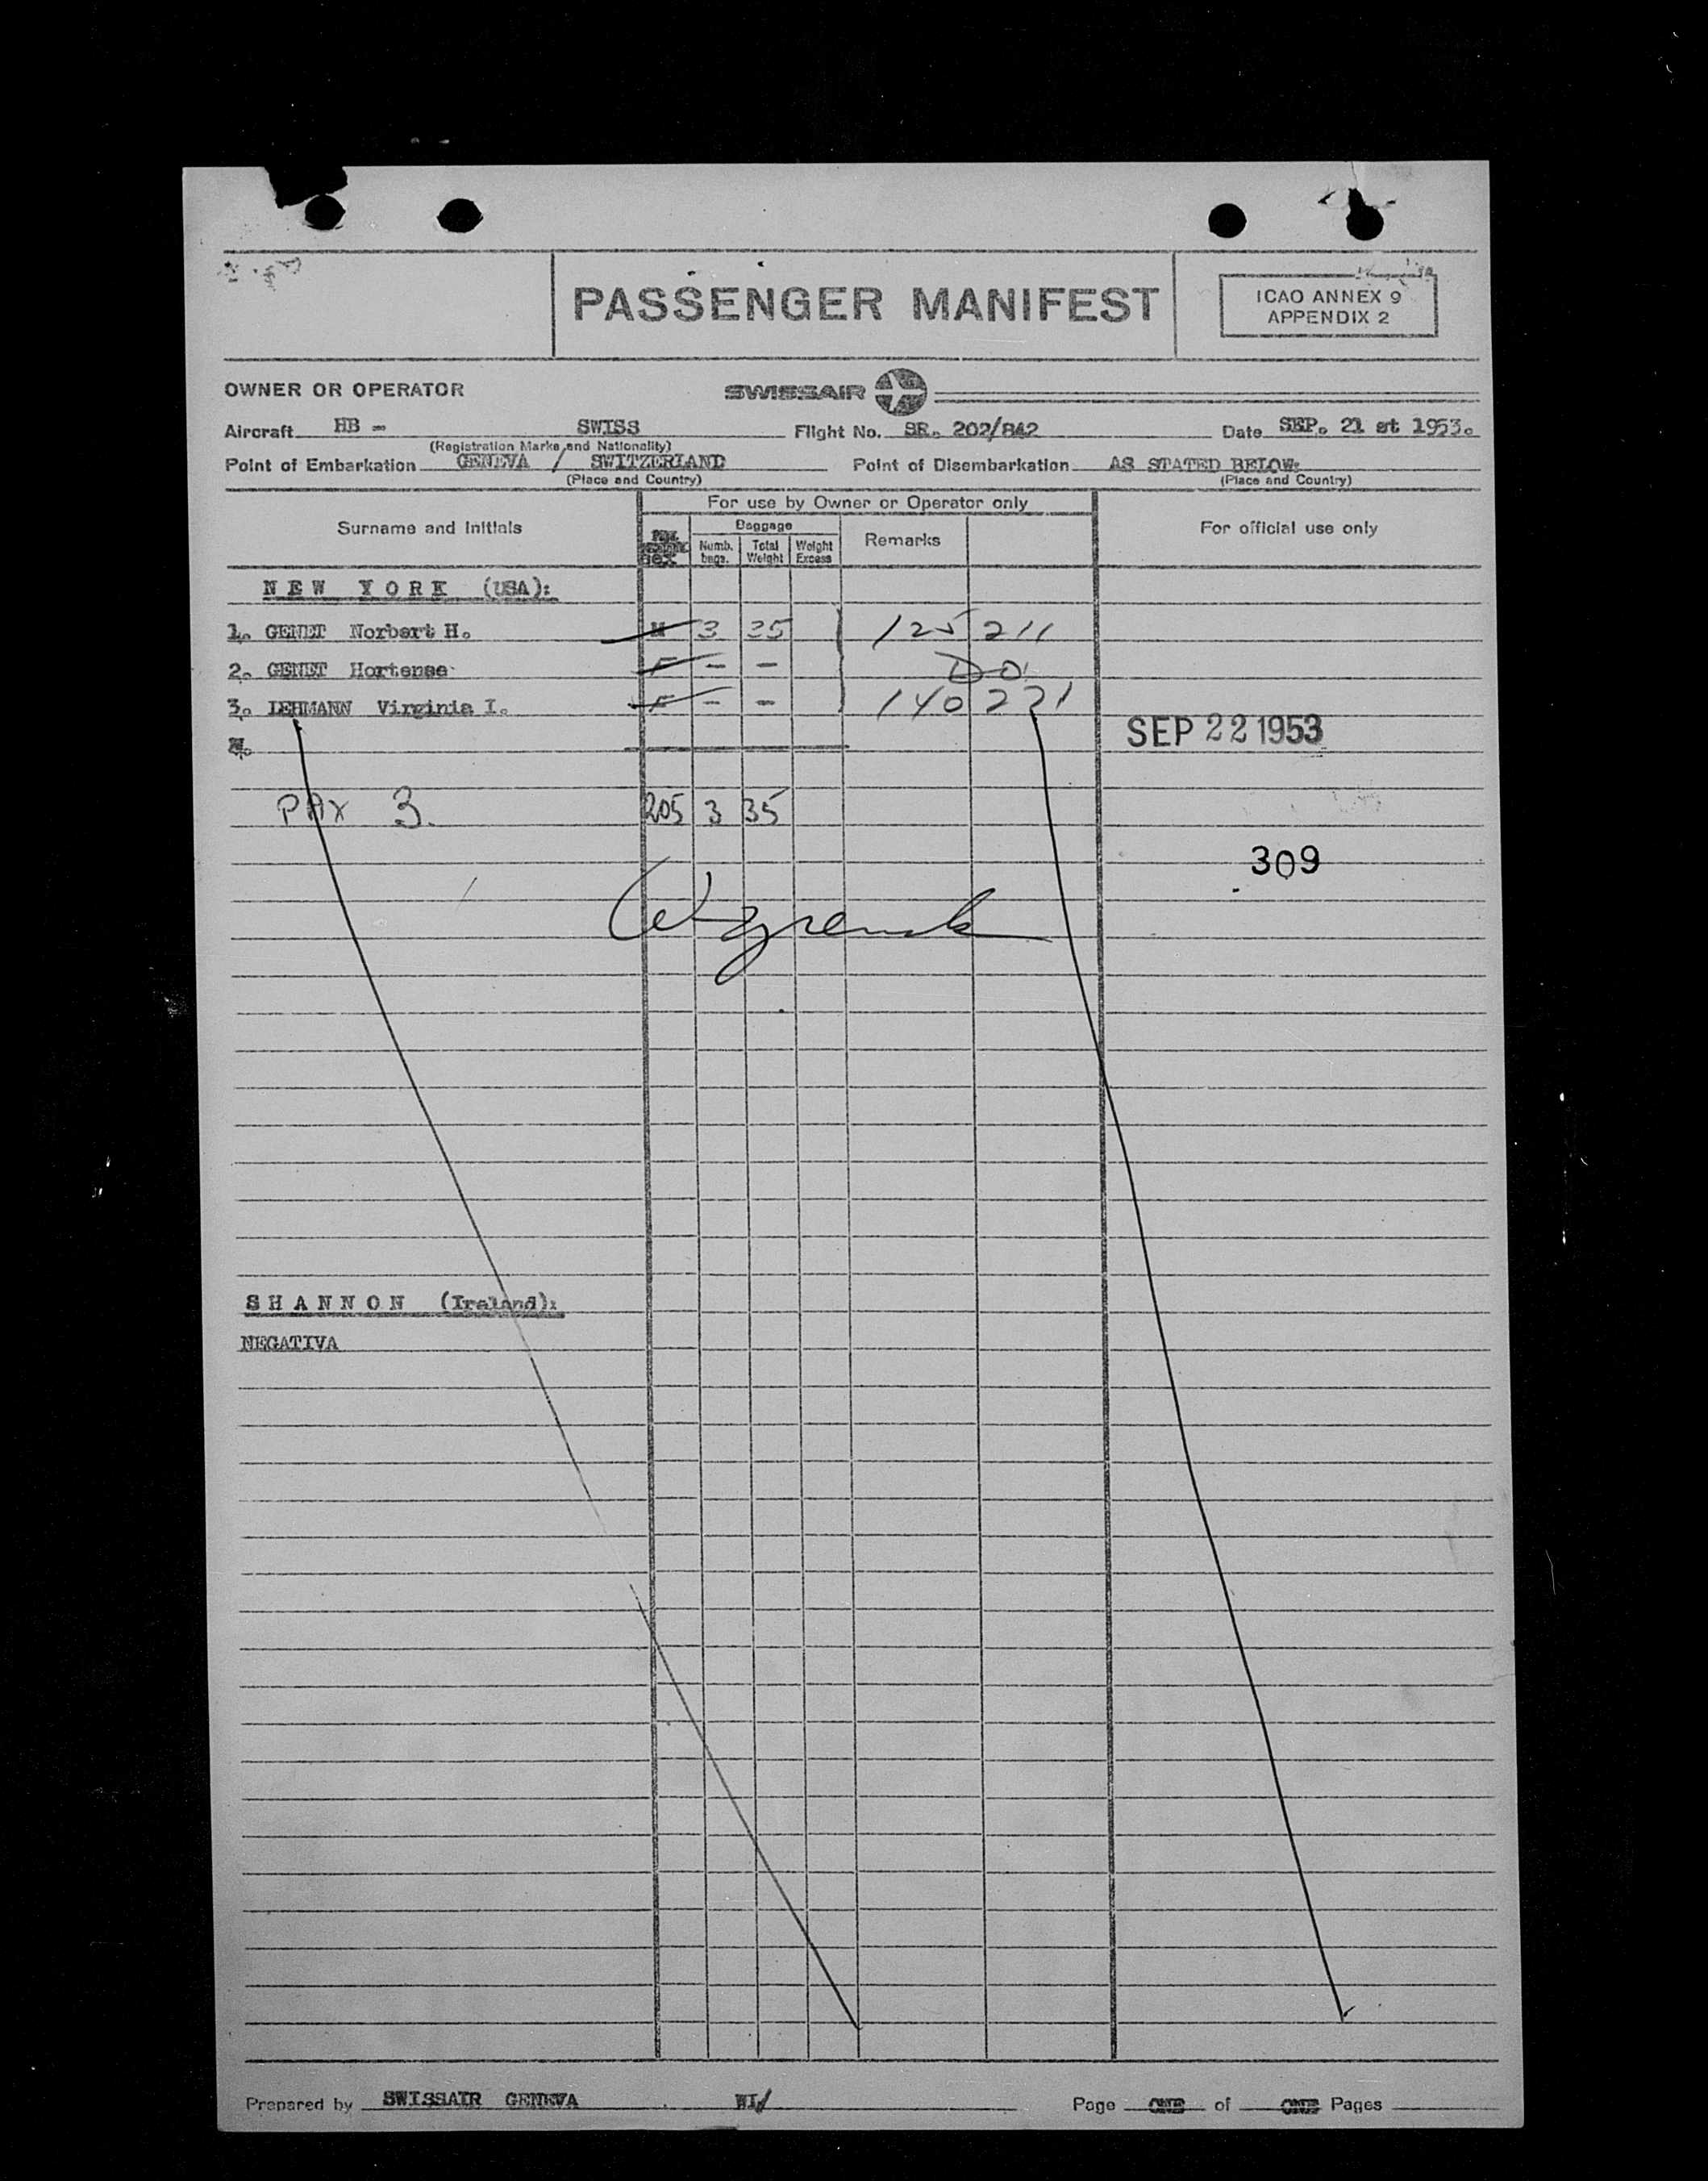 PASSENGER MANIFEST
ICAO ANNEX 9
APPENDIX 2
OWNER OR OPERATOR SWISSAIR
Aircraft HB - SWISS Flight No. SR. 202/842 Date SEP. 21 st 1953.
(Registration Marks and Nationality)
Point of Embarkation GENEVA / SWITZERLAND Point of Disembarkation AS STATED BELOW:
(Place and Country) (Place and Country)
For use by Owner or Operator only
Surname and Initials Baggage Remarks For official use only
Sex Numb. bags. Total Weight Weight Excess
NEW YORK (USA):
1. GENET Norbert H. M 3 35 125 211
2. GENET Hortense F - - DO
3. LEHMANN Virginia I. F - - 140 221
N.
SEP 22 1953
PAX 3. 205 3 35
309
SHANNON (Ireland):
NEGATIVA
Prepared by SWISSAIR GENEVA WI/ Page ONE of ONE Pages